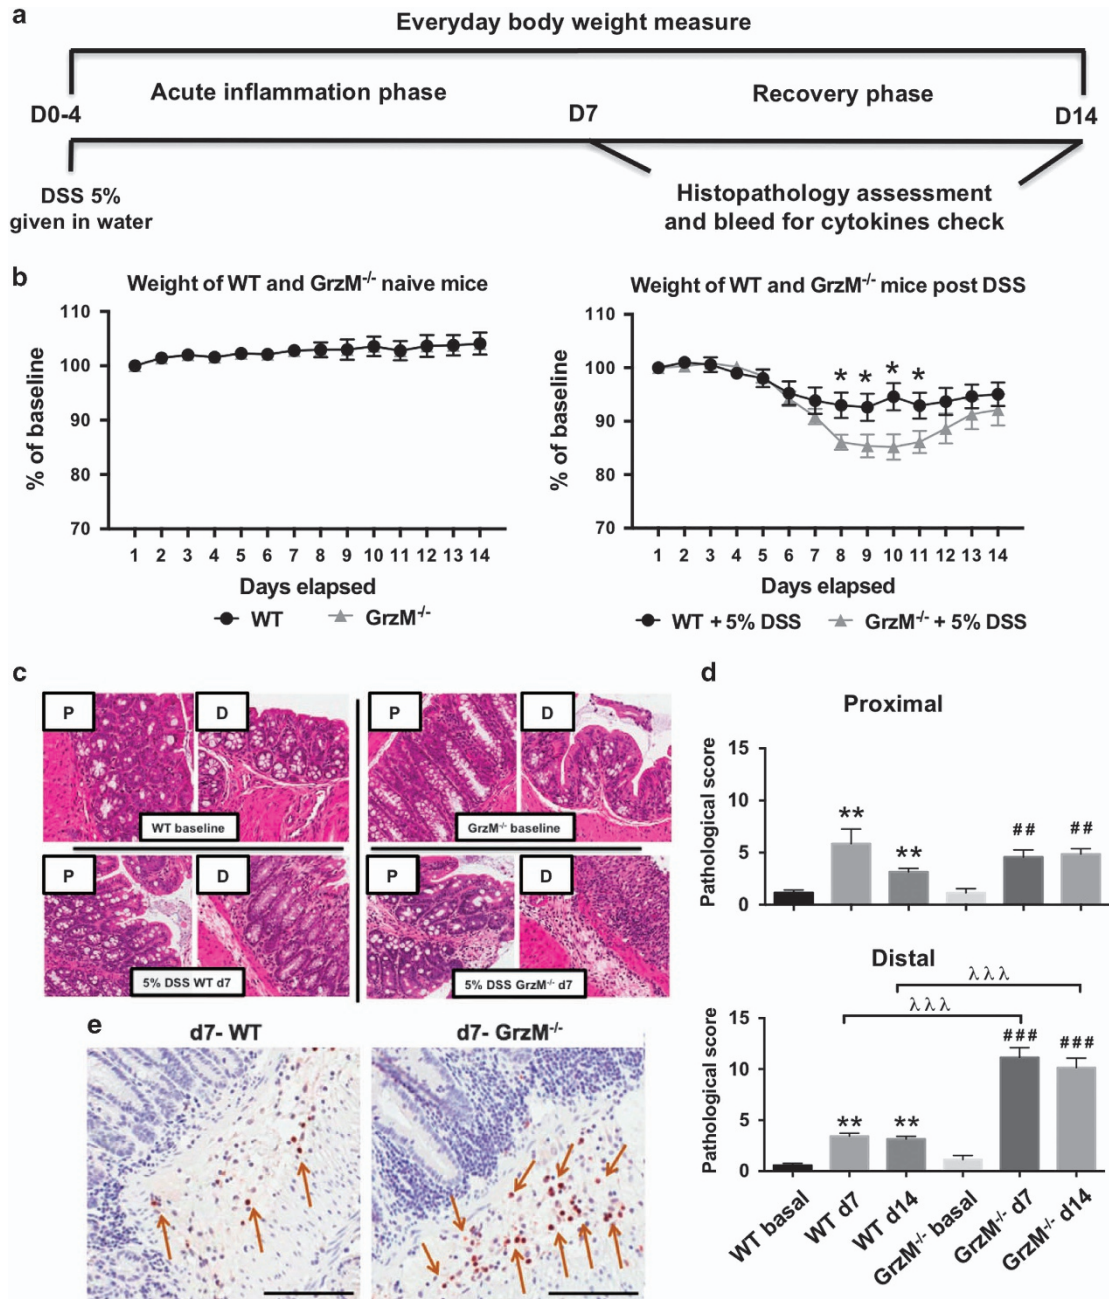 a
Everyday body weight measure
Acute inflammation phase
Recovery phase
D0-4
D7
D14
DSS 5%
given in water
Histopathology assessment
and bleed for cytokines check
b
Weight of WT and GrzM-/- naive mice
% of baseline
110
100
90
80
70
1 2 3 4 5 6 7 8 9 10 11 12 13 14
Days elapsed
WT
GrzM-/-
Weight of WT and GrzM-/- mice post DSS
% of baseline
110
100
90
80
70
* * * *
1 2 3 4 5 6 7 8 9 10 11 12 13 14
Days elapsed
WT + 5% DSS
GrzM-/- + 5% DSS
c
P
D
WT baseline
P
D
GrzM-/- baseline
P
D
5% DSS WT d7
P
D
5% DSS GrzM-/- d7
d
Proximal
Pathological score
15
10
5
0
**
**
##
##
Distal
Pathological score
15
10
5
0
λλλ
λλλ
**
**
###
###
WT basal
WT d7
WT d14
GrzM-/- basal
GrzM-/- d7
GrzM-/- d14
e
d7- WT
d7- GrzM-/-